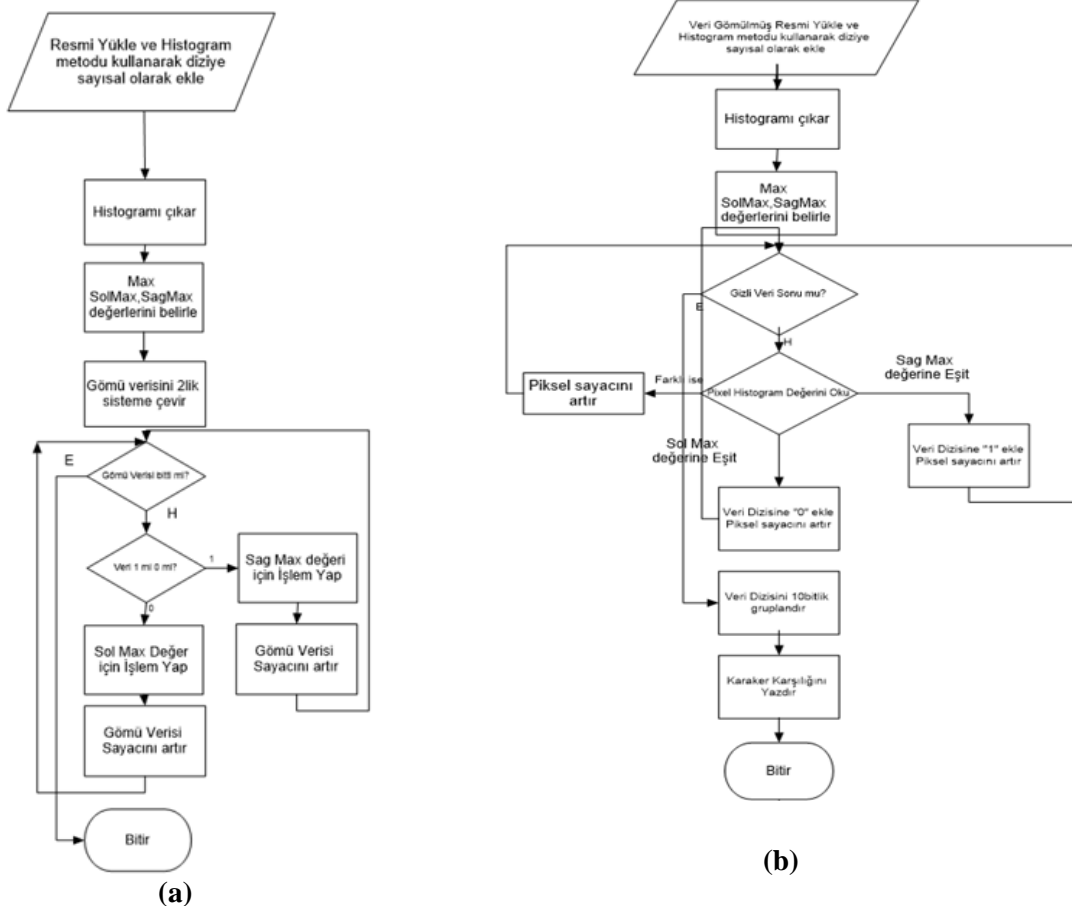 Resmi Yükle ve Histogram
metodu kullanarak diziye
sayısal olarak ekle
Histogramı çıkar
Max
SolMax,SagMax
değerlerini belirle
Gömü verisini 2lik
sisteme çevir
E
Gömü Verisi bitti mi?
H
Veri 1 mi 0 mi?
1
0
Sag Max değeri
için İşlem Yap
Gömü Verisi
Sayacını artır
Sol Max Değer
için İşlem Yap
Gömü Verisi
Sayacını artır
Bitir
(a)
Veri Gömülmüş Resmi Yükle ve
Histogram metodu kullanarak diziye
sayısal olarak ekle
Histogramı çıkar
Max
SolMax,SagMax
değerlerini belirle
Gizli Veri Sonu mu?
E
H
Pixel Histogram Değerini Oku
Farklı ise
Piksel sayacını
artır
Sag Max
değerine Eşit
Veri Dizisine "1" ekle
Piksel sayacını artır
Sol Max
değerine Eşit
Veri Dizisine "0" ekle
Piksel sayacını artır
Veri Dizisini 10bitlik
gruplandır
Karaker Karşılığını
Yazdır
Bitir
(b)